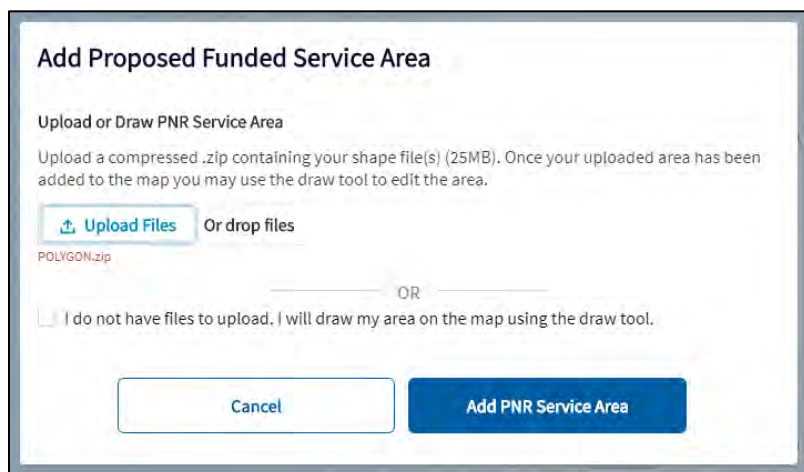 Add Proposed Funded Service Area
Upload or Draw PNR Service Area
Upload a compressed .zip containing your shape file(s) (25MB). Once your uploaded area has been
added to the map you may use the draw tool to edit the area.
Upload Files Or drop files
POLYGON.zip
OR
I do not have files to upload. I will draw my area on the map using the draw tool.
Cancel Add PNR Service Area